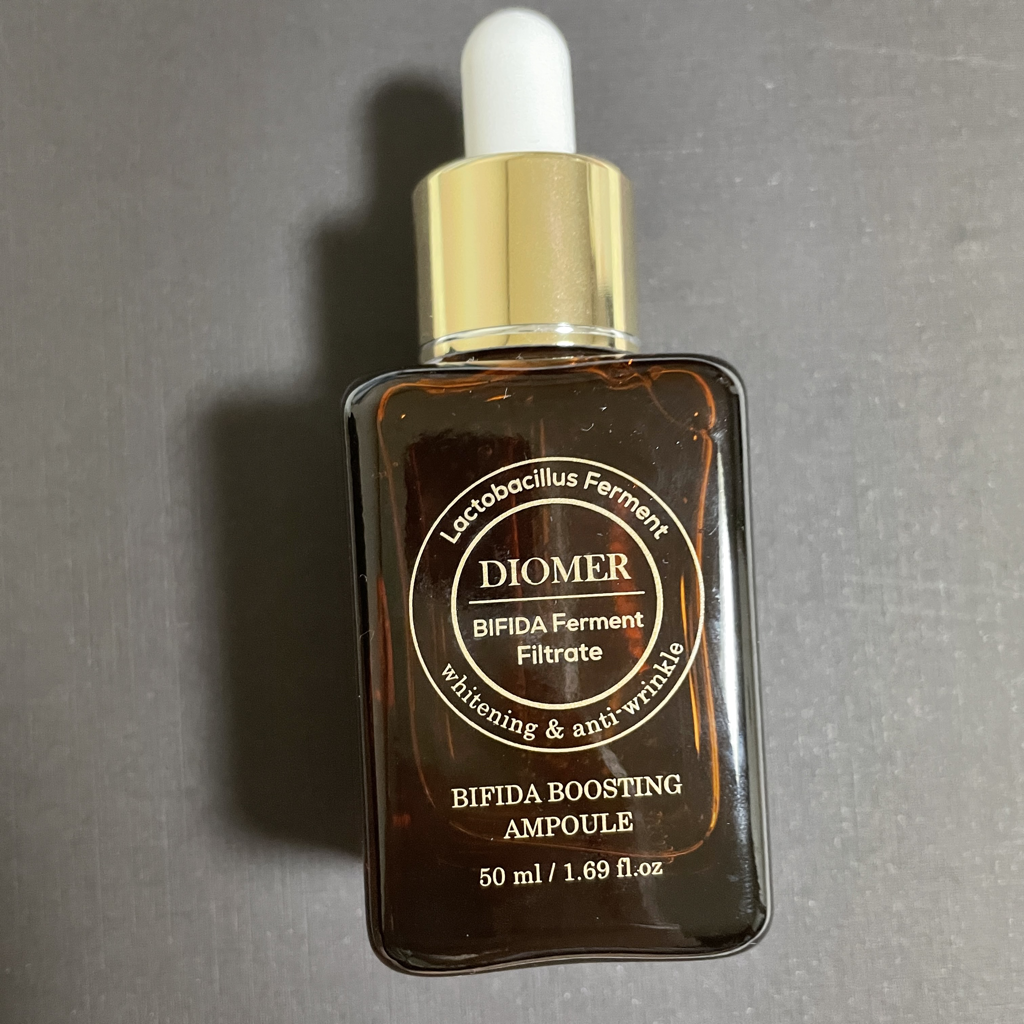 Lactobacillus Ferment
DIOMER
BIFIDA Ferment
Filtrate
whitening & anti-wrinkle
BIFIDA BOOSTING
AMPOULE
50 ml / 1.69 fl.oz